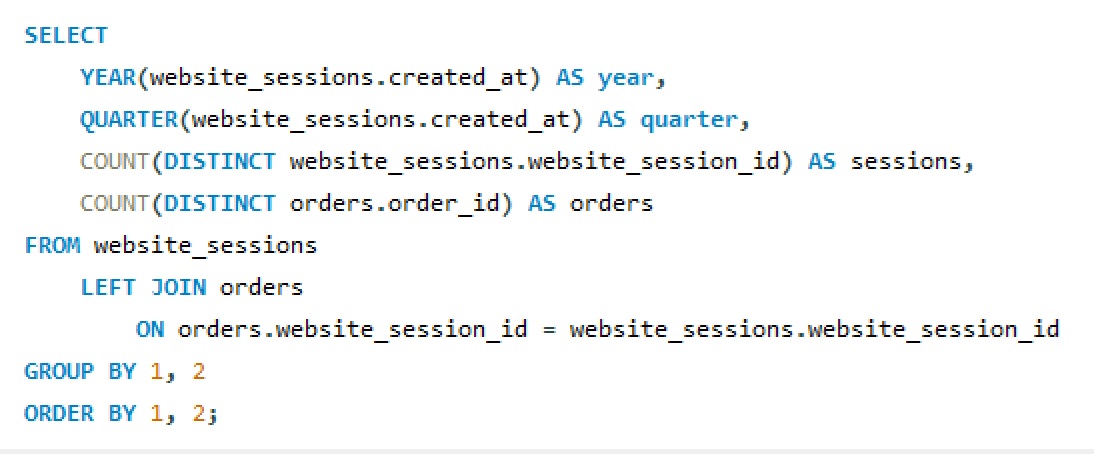 SELECT
    YEAR(website_sessions.created_at) AS year,
    QUARTER(website_sessions.created_at) AS quarter,
    COUNT(DISTINCT website_sessions.website_session_id) AS sessions,
    COUNT(DISTINCT orders.order_id) AS orders
FROM website_sessions
    LEFT JOIN orders
        ON orders.website_session_id = website_sessions.website_session_id
GROUP BY 1, 2
ORDER BY 1, 2;